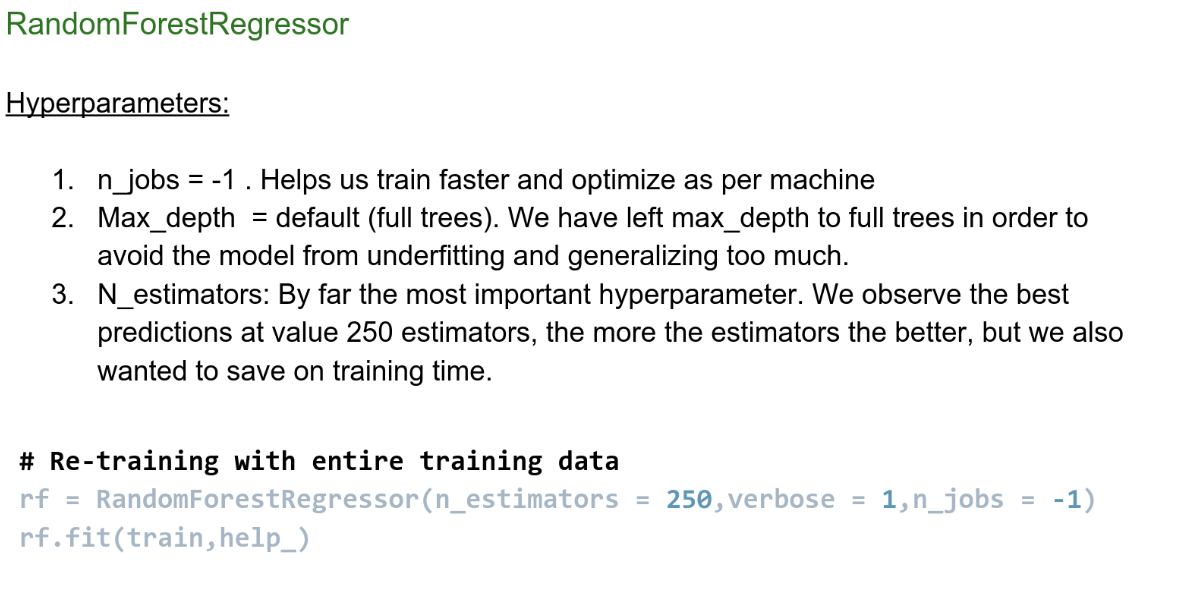 RandomForestRegressor
Hyperparameters:
1. n_jobs = -1 . Helps us train faster and optimize as per machine
2. Max_depth  = default (full trees). We have left max_depth to full trees in order to
avoid the model from underfitting and generalizing too much.
3. N_estimators: By far the most important hyperparameter. We observe the best
predictions at value 250 estimators, the more the estimators the better, but we also
wanted to save on training time.
# Re-training with entire training data
rf = RandomForestRegressor(n_estimators = 250,verbose = 1,n_jobs = -1)
rf.fit(train,help_)